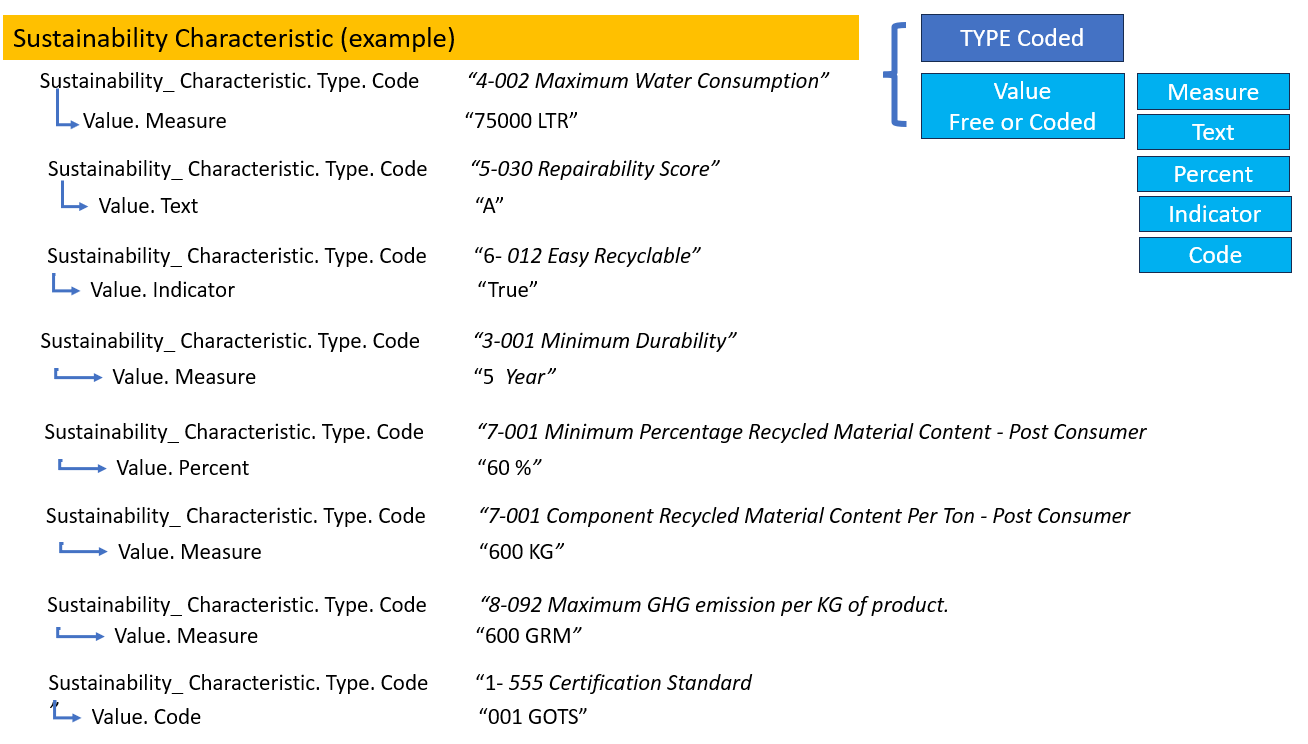 Sustainability Characteristic (example)
TYPE Coded
Value
Free or Coded
Measure
Text
Percent
Indicator
Code
Sustainability_ Characteristic. Type. Code “4-002 Maximum Water Consumption”
Value. Measure “75000 LTR”
Sustainability_ Characteristic. Type. Code “5-030 Repairability Score”
Value. Text “A”
Sustainability_ Characteristic. Type. Code “6- 012 Easy Recyclable”
Value. Indicator “True”
Sustainability_ Characteristic. Type. Code “3-001 Minimum Durability”
Value. Measure “5 Year”
Sustainability_ Characteristic. Type. Code “7-001 Minimum Percentage Recycled Material Content - Post Consumer
Value. Percent “60 %”
Sustainability_ Characteristic. Type. Code “7-001 Component Recycled Material Content Per Ton - Post Consumer
Value. Measure “600 KG”
Sustainability_ Characteristic. Type. Code “8-092 Maximum GHG emission per KG of product.
Value. Measure “600 GRM”
Sustainability_ Characteristic. Type. Code “1- 555 Certification Standard
”
Value. Code “001 GOTS”